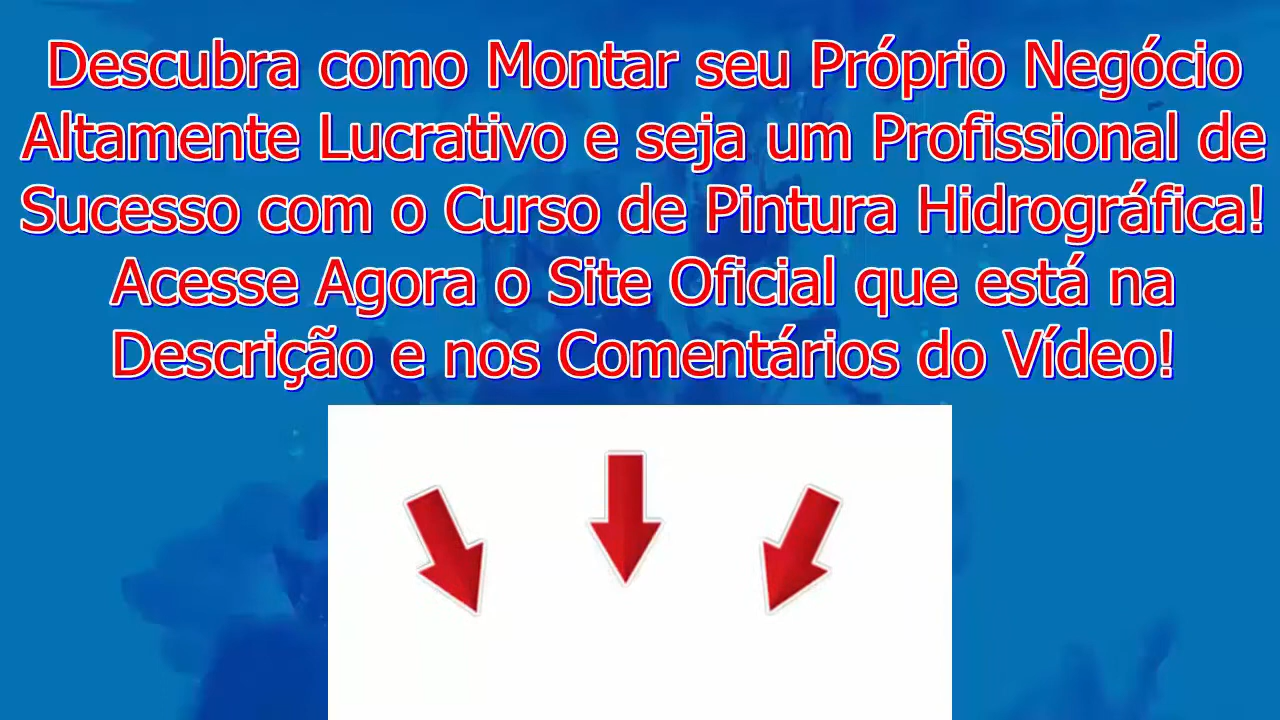 Descubra como Montar seu Próprio Negócio
Altamente Lucrativo e seja um Profissional de
Sucesso com o Curso de Pintura Hidrográfica!
Acesse Agora o Site Oficial que está na
Descrição e nos Comentários do Vídeo!